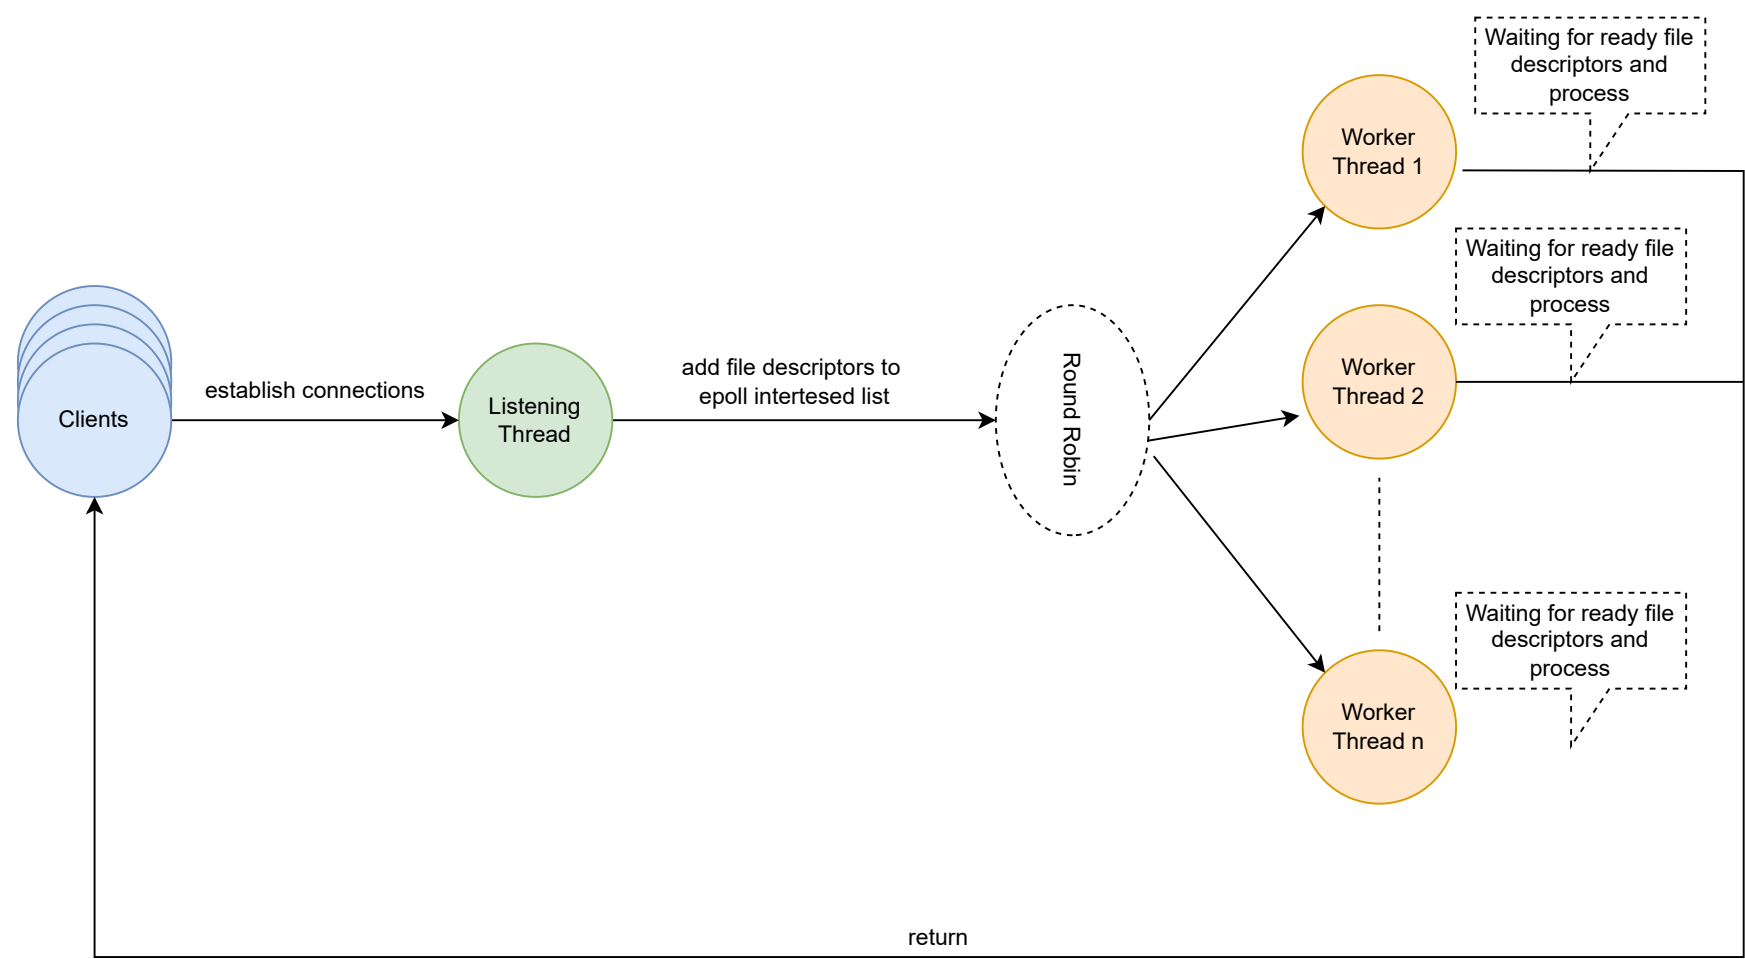 Waiting for ready file
descriptors and
process
Worker
Thread 1
Waiting for ready file
descriptors and
process
Worker
Thread 2
Clients
establish connections
Listening
Thread
add file descriptors to
epoll intertesed list
Round Robin
Waiting for ready file
descriptors and
process
Worker
Thread n
return